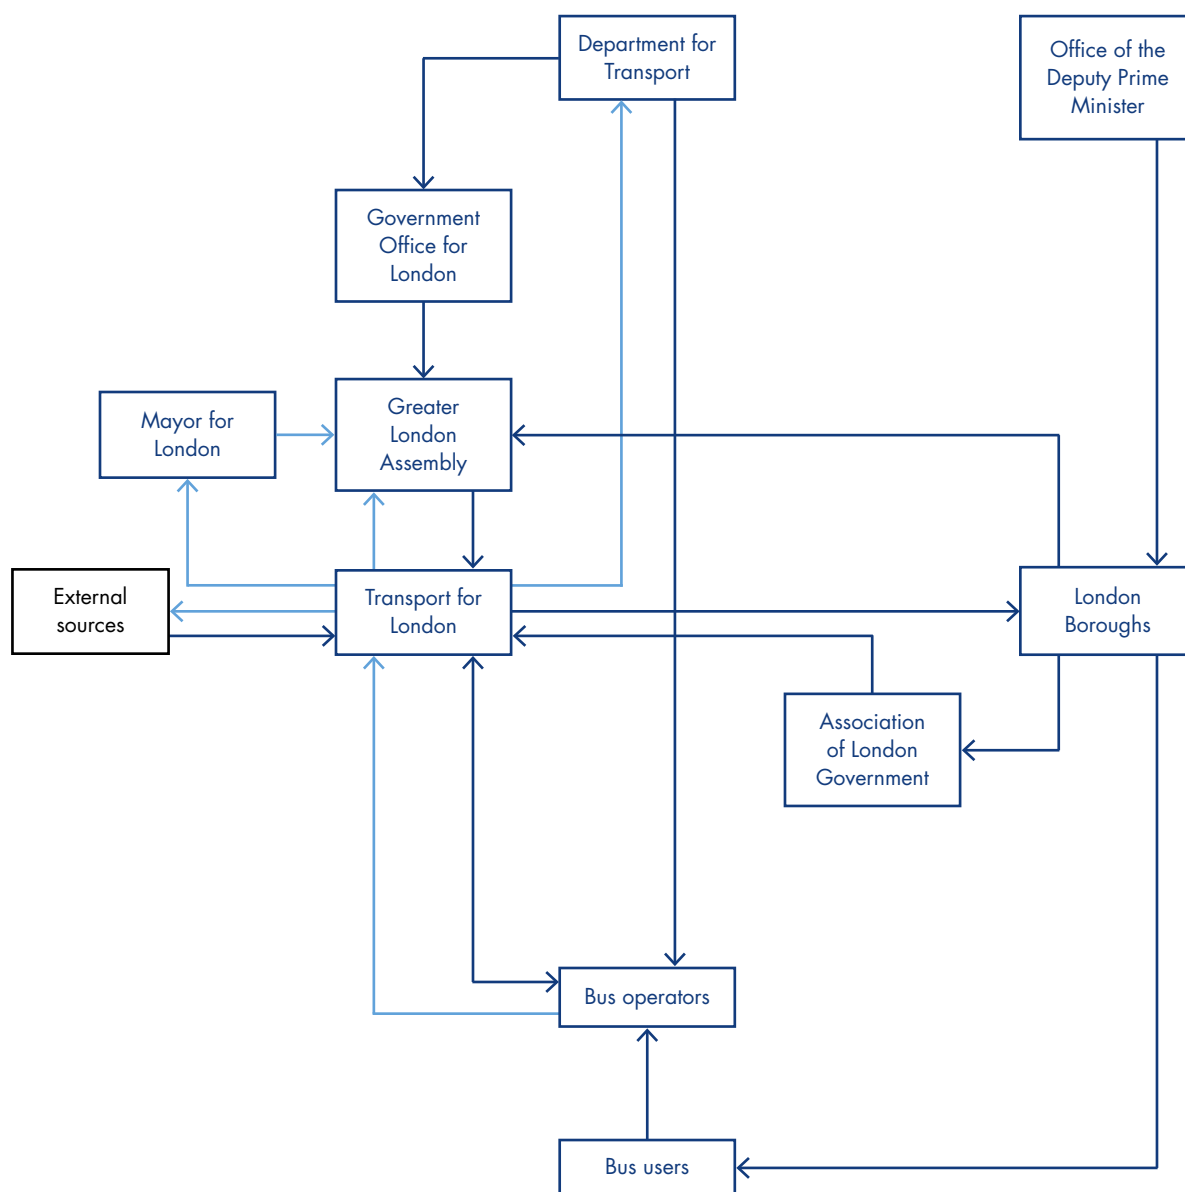 Department for
Transport
Office of the
Deputy Prime
Minister
Government
Office for
London
Mayor for
London
Greater
London
Assembly
External
sources
Transport for
London
London
Boroughs
Association
of London
Government
Bus operators
Bus users